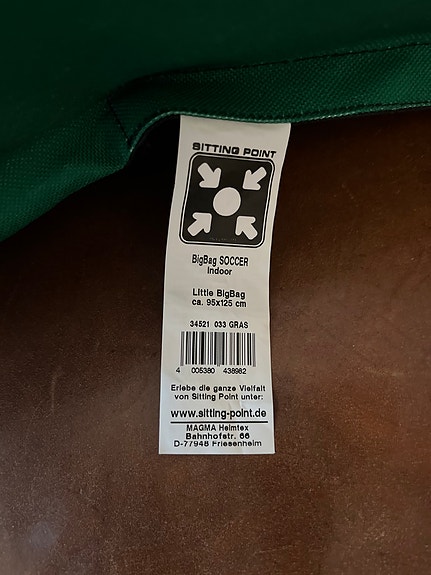 SITTING POINT
BigBag SOCCER
Indoor
Little BigBag
ca. 95x125 cm
34521 033 GRAS
4 005380 438982
Erlebe die ganze Vielfalt
von Sitting Point unter:
www.sitting-point.de
MAGMA Heimtex
Bahnhofstr. 66
D-77948 Friesenheim